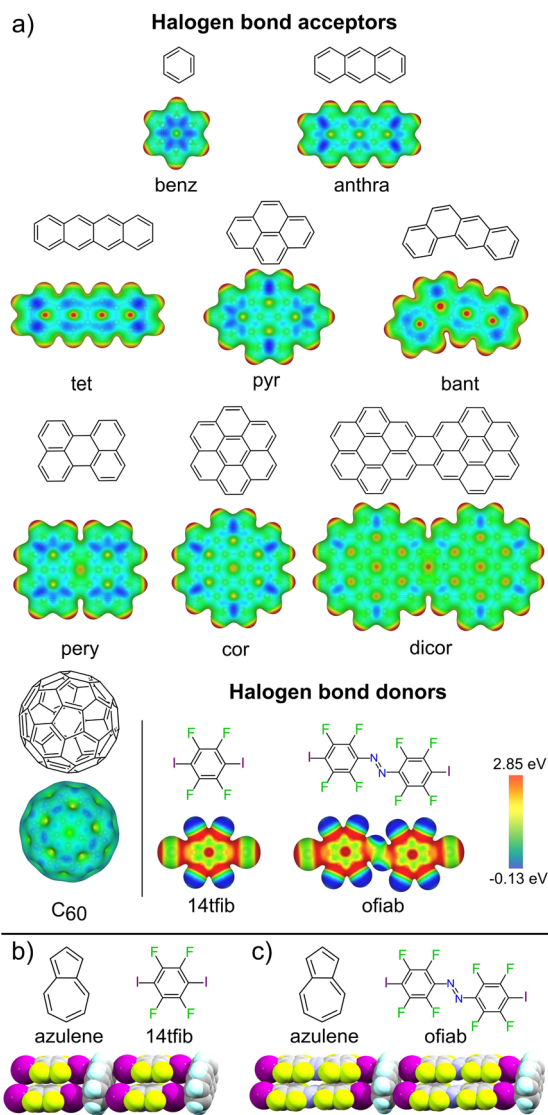 a)
Halogen bond acceptors
benz anthra
tet pyr bant
pery cor dicor
Halogen bond donors
F F I I F F
F F I N N F F F F I F F
2.85 eV
-0.13 eV
C60 14tfib ofiab
b) c)
F F I I F F
F F I N N F F F F I F F
azulene 14tfib azulene ofiab